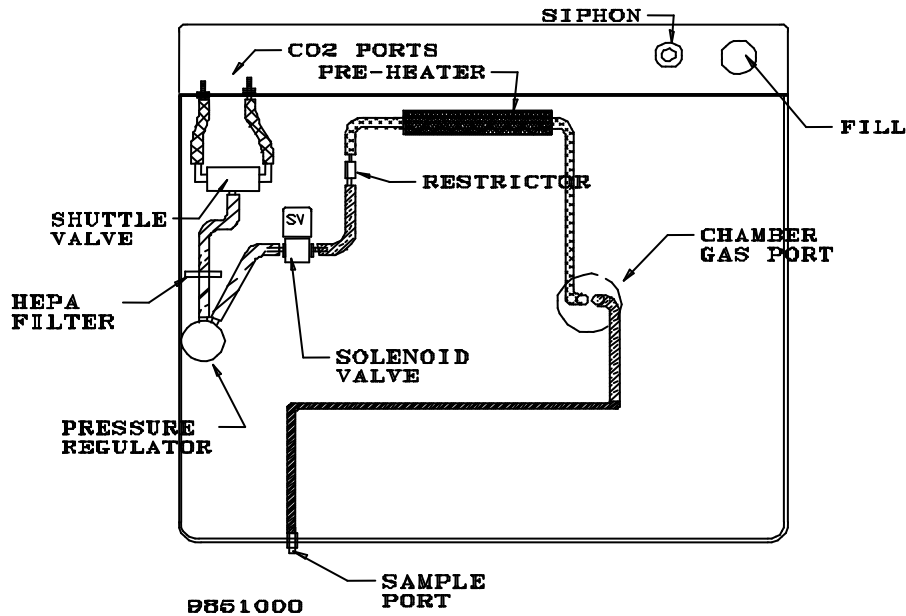 SIPHON
CO2 PORTS
PRE-HEATER
FILL
RESTRICTOR
SHUTTLE
VALVE
SV
CHAMBER
GAS PORT
HEPA
FILTER
SOLENOID
VALVE
PRESSURE
REGULATOR
SAMPLE
PORT
9851000